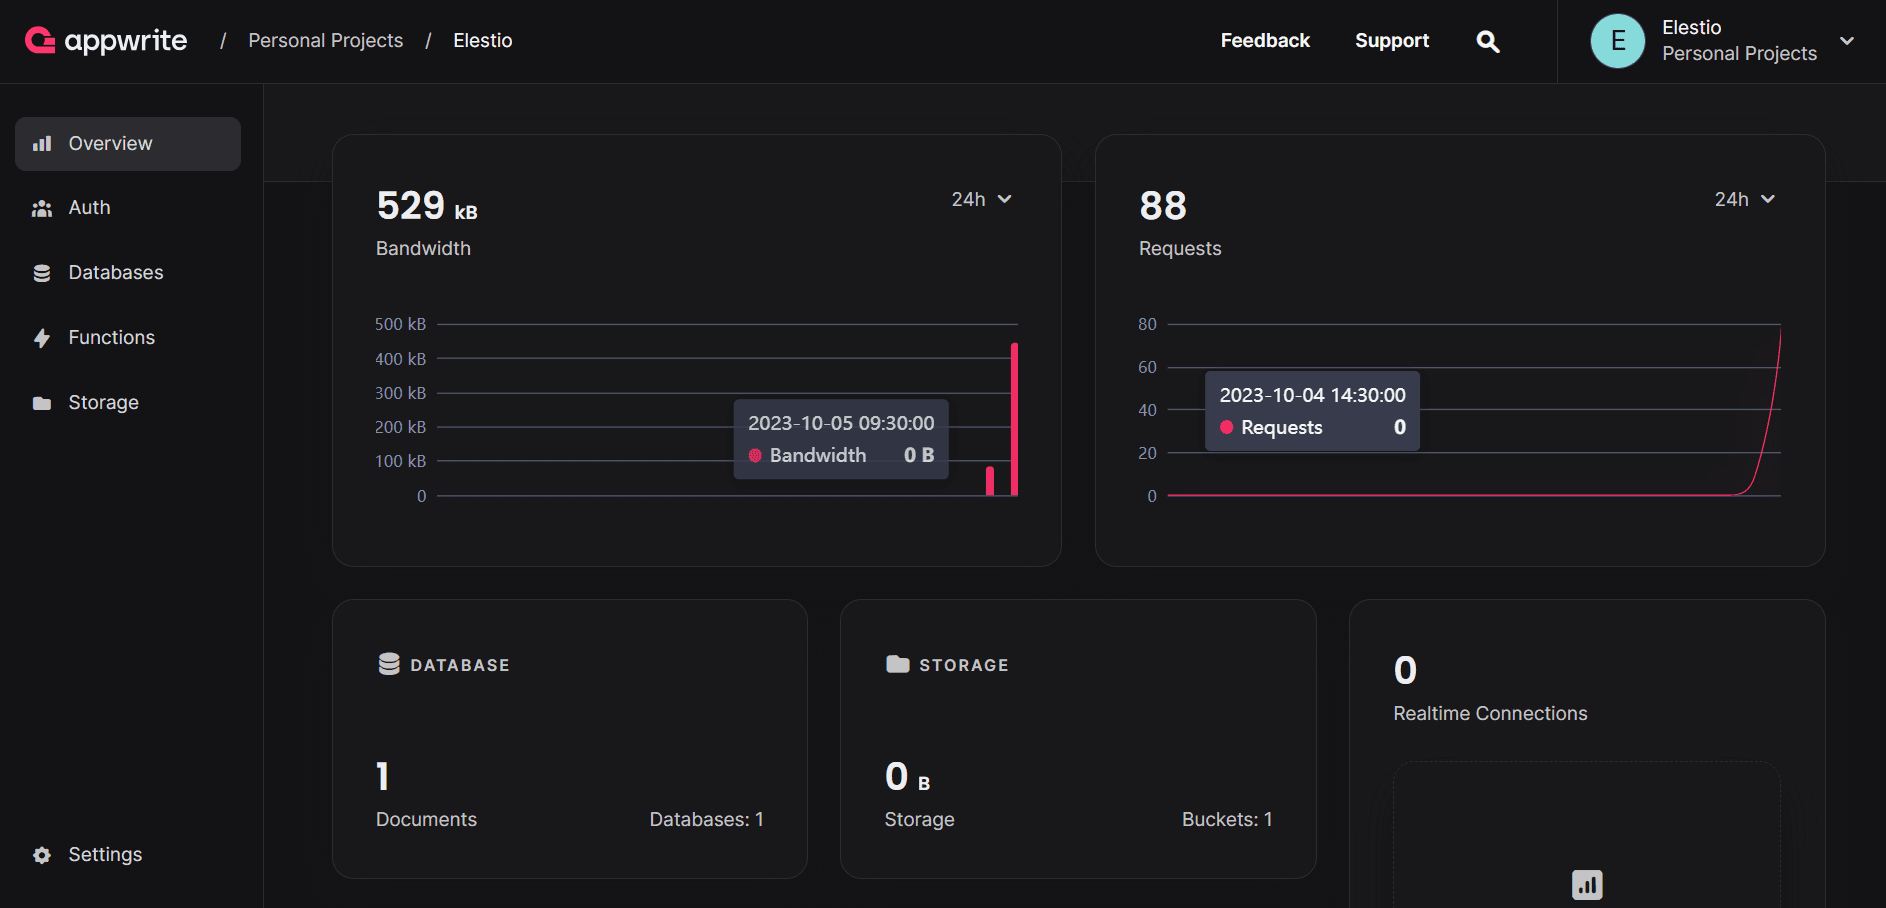 appwrite / Personal Projects / Elestio
Feedback Support
E
Elestio
Personal Projects
Overview
Auth
Databases
Functions
Storage
Settings
529 kB
24h
Bandwidth
500 kB
400 kB
300 kB
200 kB
100 kB
0
2023-10-05 09:30:00
Bandwidth 0 B
88
24h
Requests
80
60
40
20
0
2023-10-04 14:30:00
Requests 0
DATABASE
1
Documents Databases: 1
STORAGE
0 B
Storage Buckets: 1
0
Realtime Connections